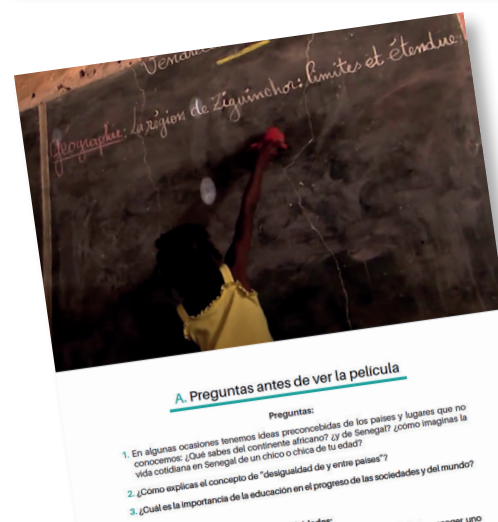 Vendre
Geographie: La région de Ziguinchor: limites et étendue
A. Preguntas antes de ver la película
Preguntas:
1. En algunas ocasiones tenemos ideas preconcebidas de los países y lugares que no
conocemos: ¿Qué sabes del continente africano? ¿y de Senegal? ¿cómo imaginas la
vida cotidiana en Senegal de un chico o chica de tu edad?
2. ¿Cómo explicas el concepto de "desigualdad de y entre países"?
3. ¿Cuál es la importancia de la educación en el progreso de las sociedades y del mundo?